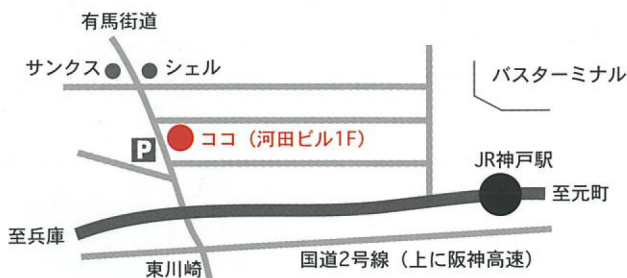 有馬街道
サンクス
シェル
バスターミナル
P
ココ（河田ビル1F）
JR神戸駅
至元町
至兵庫
国道2号線（上に阪神高速）
東川崎